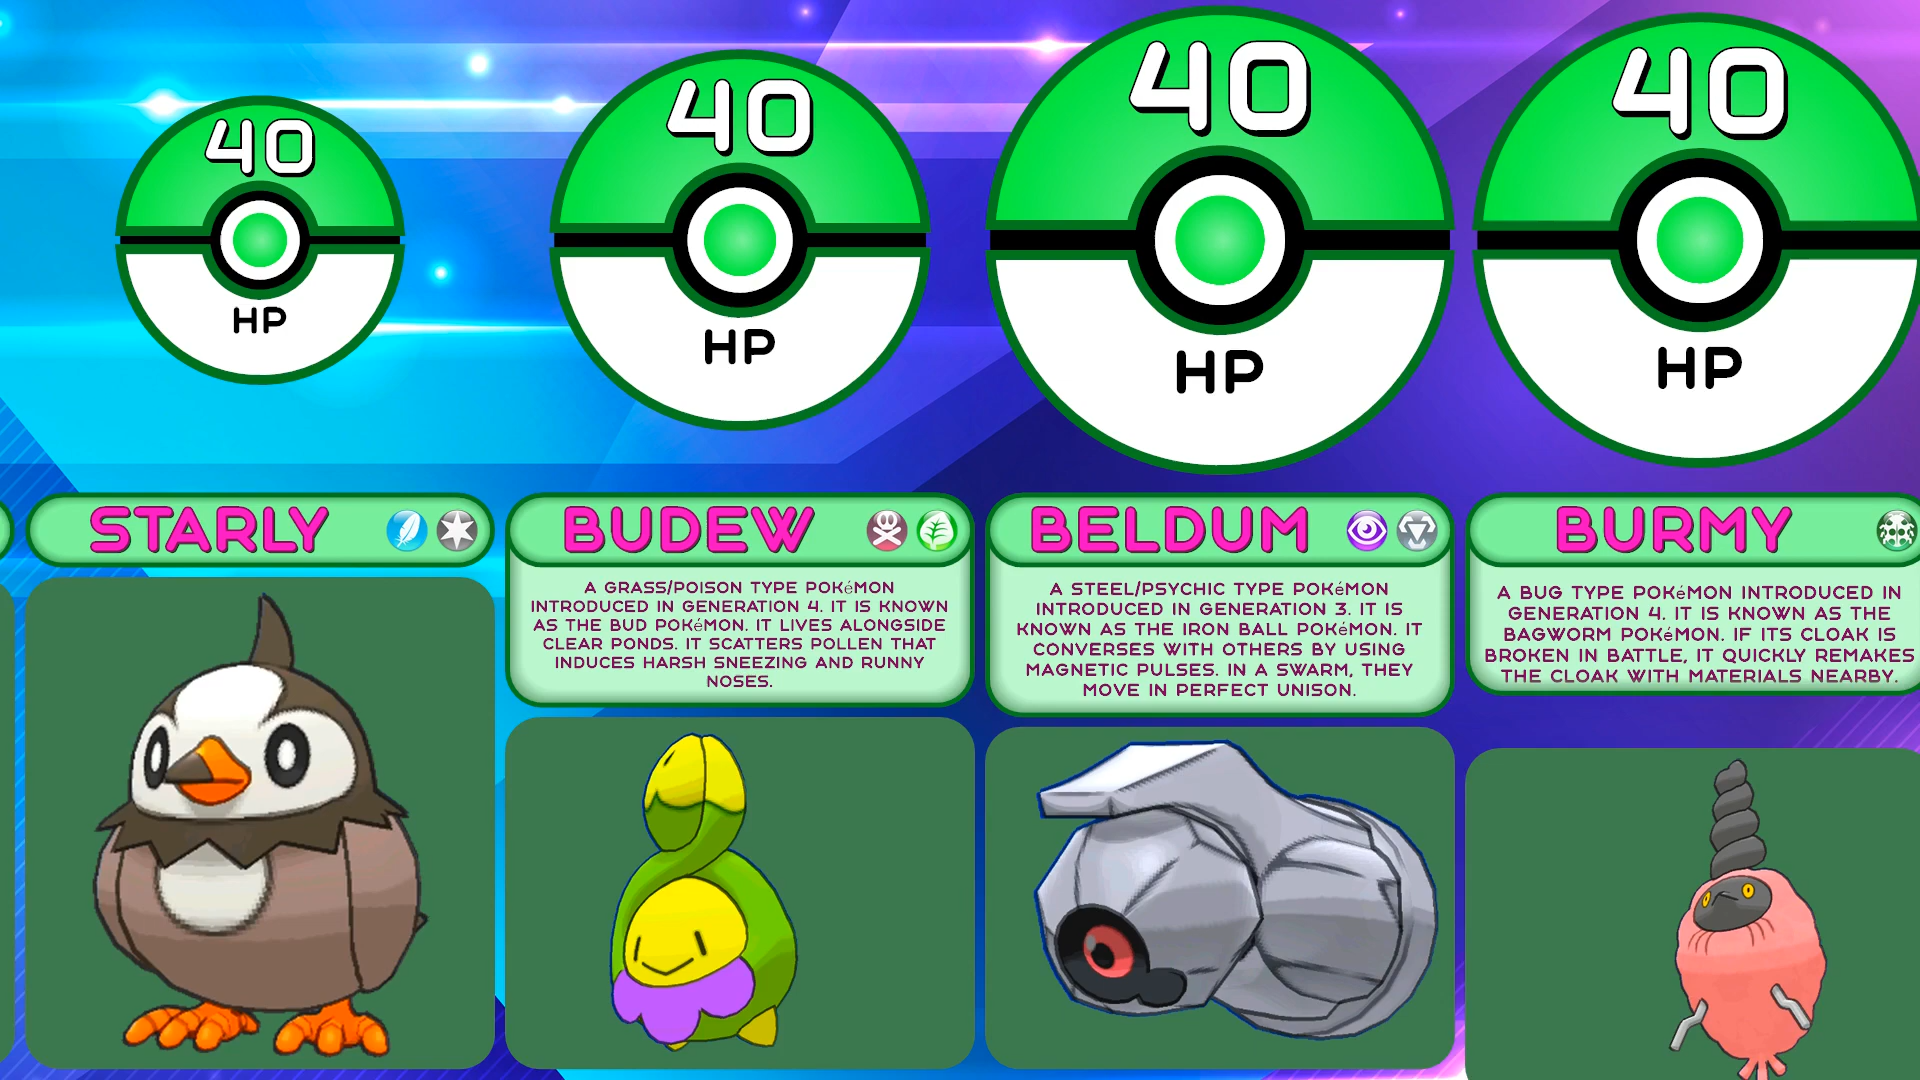 40
HP
40
HP
40
HP
40
HP
STARLY
BUDEW
A GRASS/POISON TYPE POKéMON
INTRODUCED IN GENERATION 4. IT IS KNOWN
AS THE BUD POKéMON. IT LIVES ALONGSIDE
CLEAR PONDS. IT SCATTERS POLLEN THAT
INDUCES HARSH SNEEZING AND RUNNY
NOSES.
BELDUM
A STEEL/PSYCHIC TYPE POKéMON
INTRODUCED IN GENERATION 3. IT IS
KNOWN AS THE IRON BALL POKéMON. IT
CONVERSES WITH OTHERS BY USING
MAGNETIC PULSES. IN A SWARM, THEY
MOVE IN PERFECT UNISON.
BURMY
A BUG TYPE POKéMON INTRODUCED IN
GENERATION 4. IT IS KNOWN AS THE
BAGWORM POKéMON. IF ITS CLOAK IS
BROKEN IN BATTLE, IT QUICKLY REMAKES
THE CLOAK WITH MATERIALS NEARBY.